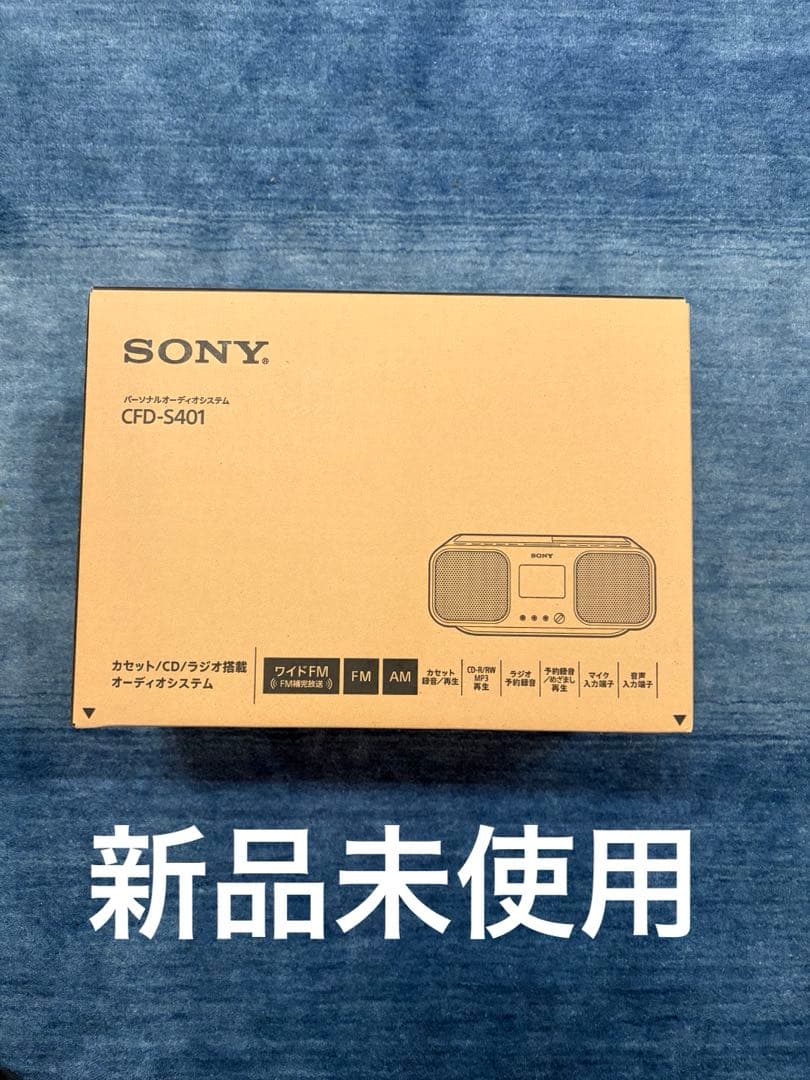 SONY®
パーソナルオーディオシステム
CFD-S401
SONY
カセット/CD/ラジオ搭載
オーディオシステム
ワイドFM
FM補完放送
FM
AM
カセット
録音/再生
CD-R/RW
MP3
再生
ラジオ
予約録音
予約録音
/めざまし
再生
マイク
入力端子
音声
入力端子
新品未使用